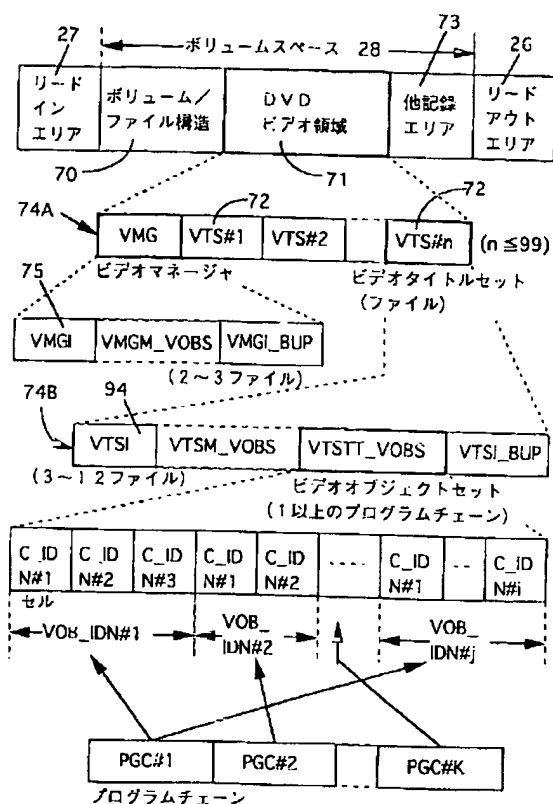 27
ボリュームスペース 28
73
26
リード
イン
エリア
ボリューム/
ファイル構造
DVD
ビデオ領域
他記録
エリア
リード
アウト
エリア
70
71
72
72
74A
VMG
VTS#1
VTS#2
VTS#n
(n≦99)
ビデオマネージャ
ビデオタイトルセット
(ファイル)
75
VMGI
VMGM_VOBS
VMGI_BUP
(2~3ファイル)
74B
94
VTSI
VTSM_VOBS
VTSTT_VOBS
VTSI_BUP
(3~12ファイル)
ビデオオブジェクトセット
(1以上のプログラムチェーン)
C_ID
N#1
C_ID
N#2
C_ID
N#3
C_ID
N#1
C_ID
N#2
C_ID
N#1
C_ID
N#i
セル
VOB_IDN#1
VOB_
IDN#2
VOB_
IDN#j
PGC#1
PGC#2
PGC#K
プログラムチェーン